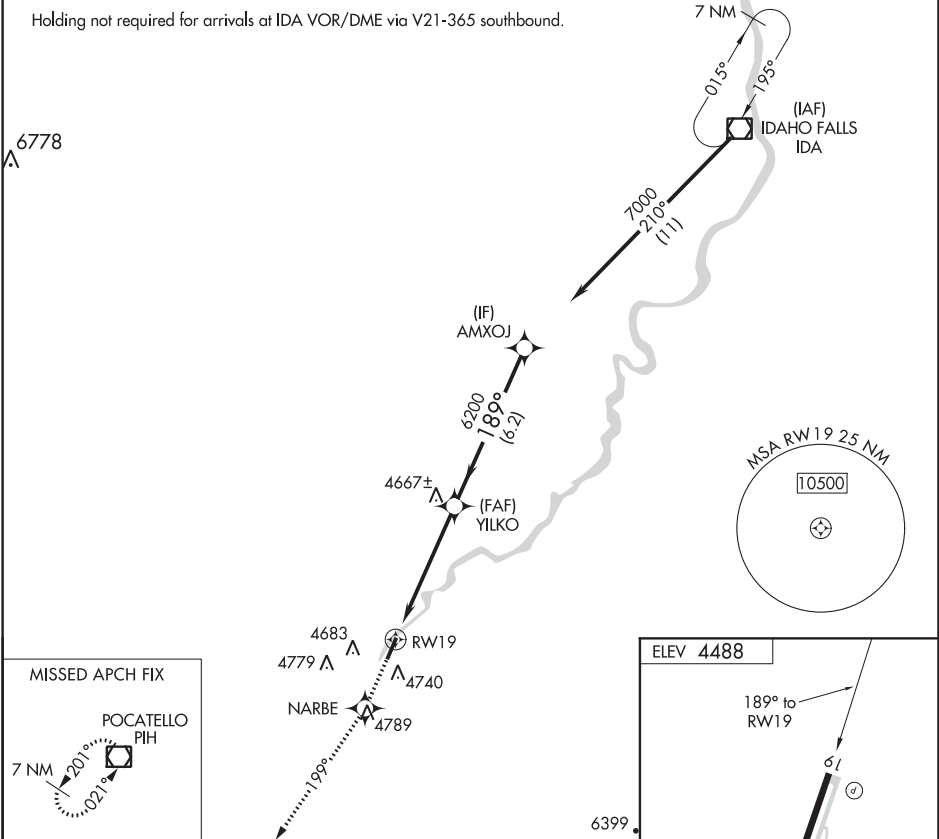 Holding not required for arrivals at IDA VOR/DME via V21-365 southbound.
7 NM
015°
195°
(IAF)
IDAHO FALLS
IDA
6778
7000
210°
(11)
(IF)
AMXOJ
6200
189°
(6.2)
MSA RW19 25 NM
10500
4667±
(FAF)
YILKO
4683
RW19
4779
4740
NARBE
4789
199°
MISSED APCH FIX
POCATELLO
PIH
7 NM
201°
021°
ELEV 4488
189° to
RW19
19
P
6399